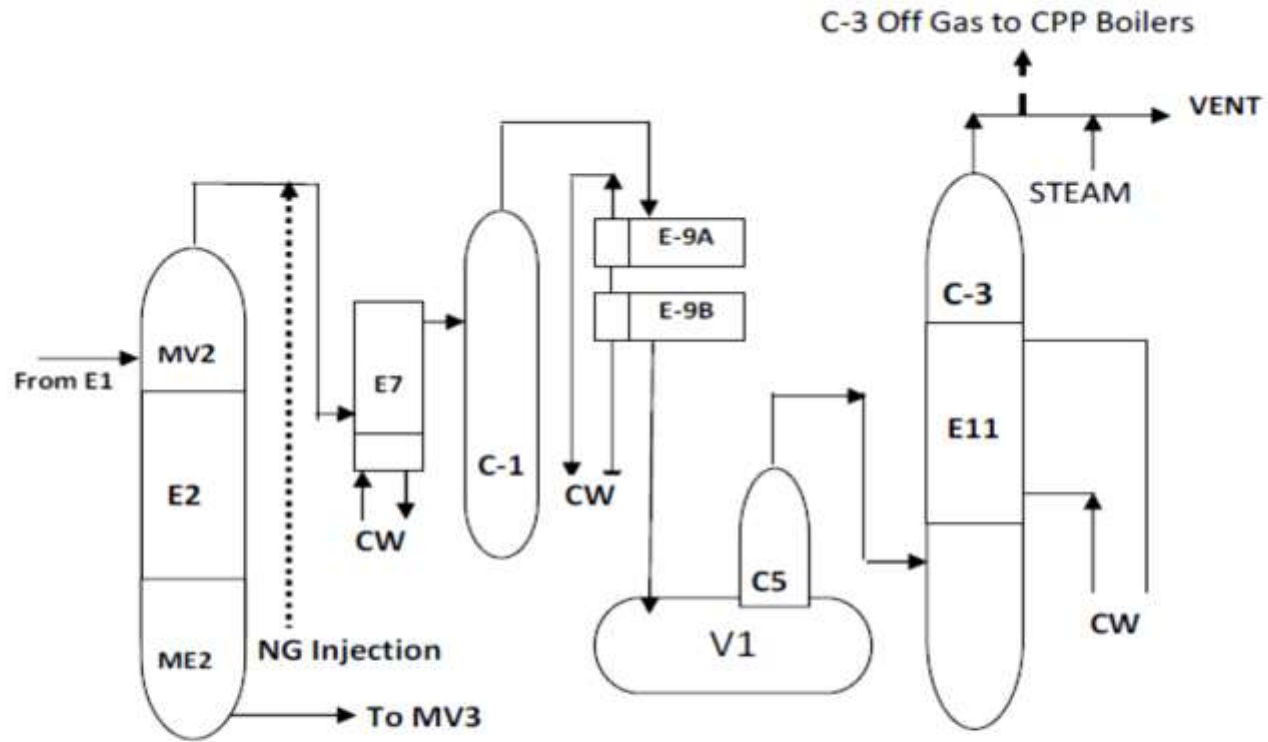 C-3 Off Gas to CPP Boilers
VENT
STEAM
MV2
From E1
E2
ME2
To MV3
NG Injection
E7
CW
C-1
E-9A
E-9B
CW
C5
V1
C-3
E11
CW